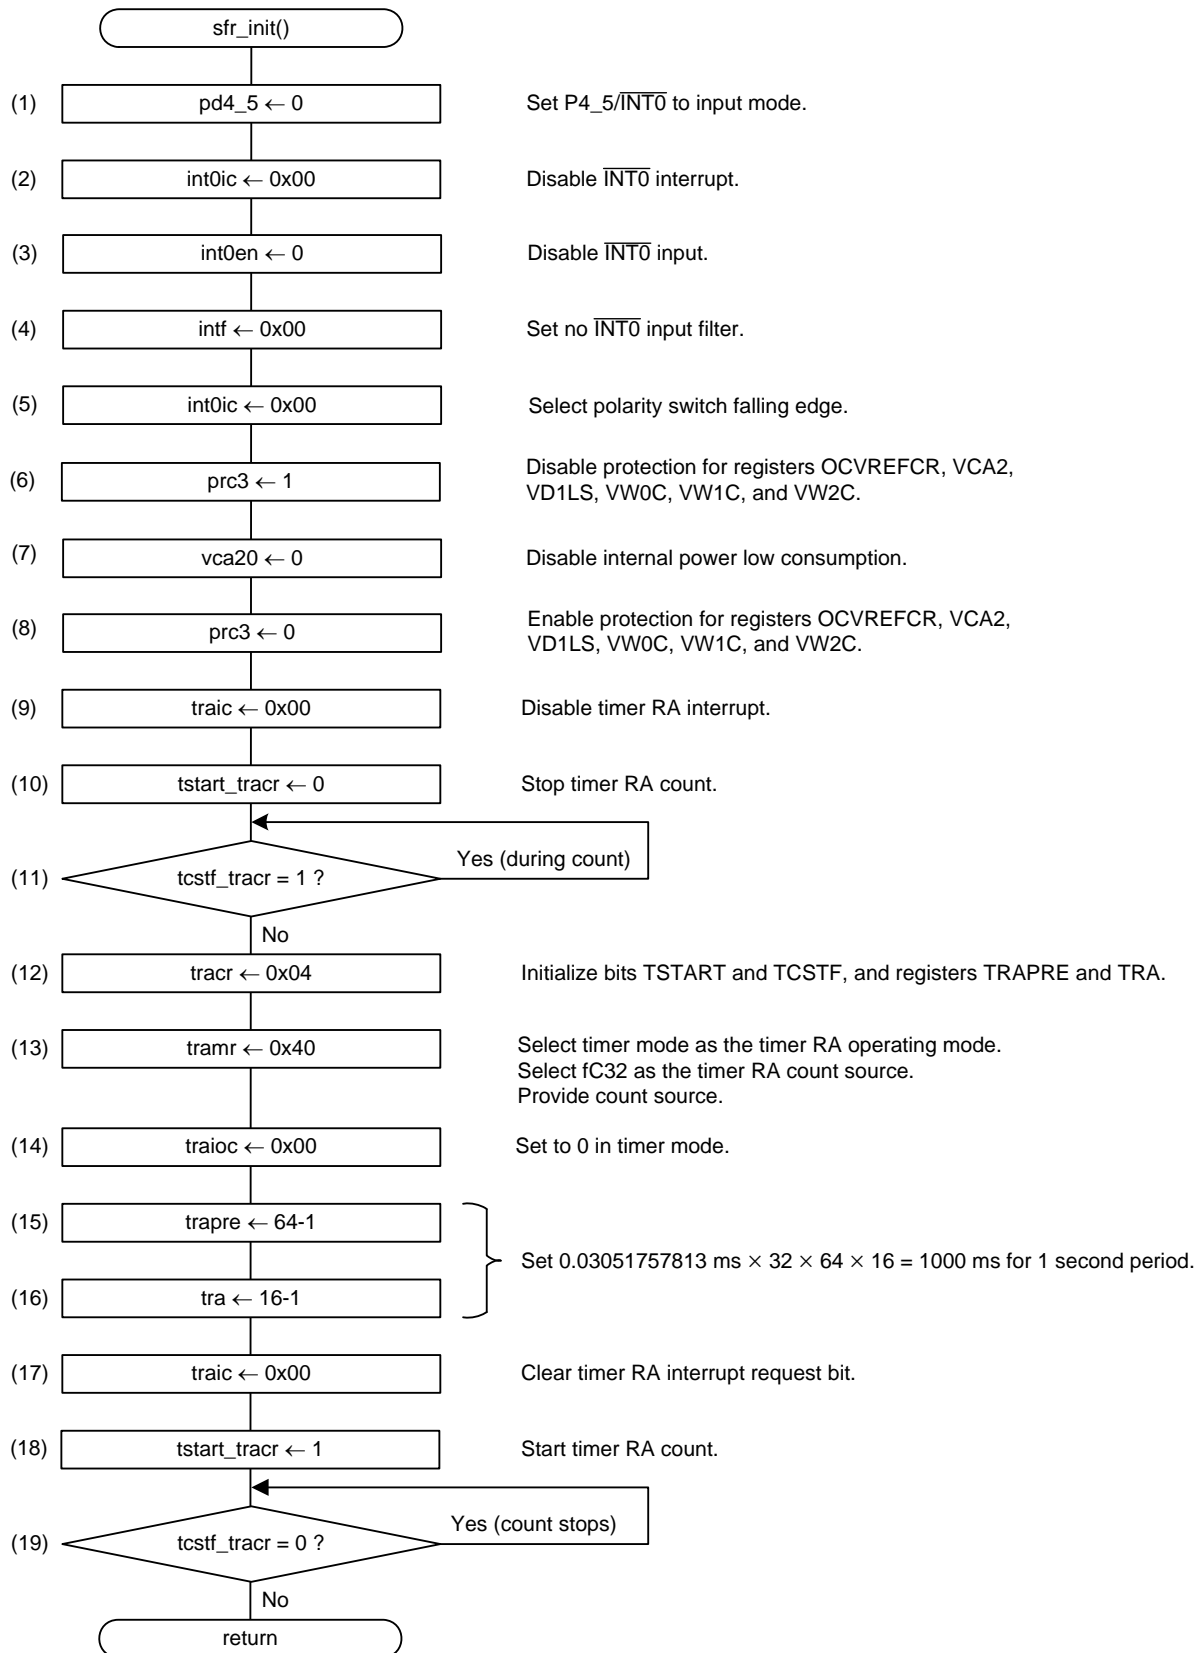 sfr_init()
(1) pd4_5 ← 0 Set P4_5/I̅N̅T̅0̅ to input mode.
(2) int0ic ← 0x00 Disable I̅N̅T̅0̅ interrupt.
(3) int0en ← 0 Disable I̅N̅T̅0̅ input.
(4) intf ← 0x00 Set no I̅N̅T̅0̅ input filter.
(5) int0ic ← 0x00 Select polarity switch falling edge.
(6) prc3 ← 1 Disable protection for registers OCVREFCR, VCA2,
VD1LS, VW0C, VW1C, and VW2C.
(7) vca20 ← 0 Disable internal power low consumption.
(8) prc3 ← 0 Enable protection for registers OCVREFCR, VCA2,
VD1LS, VW0C, VW1C, and VW2C.
(9) traic ← 0x00 Disable timer RA interrupt.
(10) tstart_tracr ← 0 Stop timer RA count.
Yes (during count)
(11) tcstf_tracr = 1 ?
No
(12) tracr ← 0x04 Initialize bits TSTART and TCSTF, and registers TRAPRE and TRA.
(13) tramr ← 0x40 Select timer mode as the timer RA operating mode.
Select fC32 as the timer RA count source.
Provide count source.
(14) traioc ← 0x00 Set to 0 in timer mode.
(15) trapre ← 64-1
Set 0.03051757813 ms × 32 × 64 × 16 = 1000 ms for 1 second period.
(16) tra ← 16-1
(17) traic ← 0x00 Clear timer RA interrupt request bit.
(18) tstart_tracr ← 1 Start timer RA count.
Yes (count stops)
(19) tcstf_tracr = 0 ?
No
return